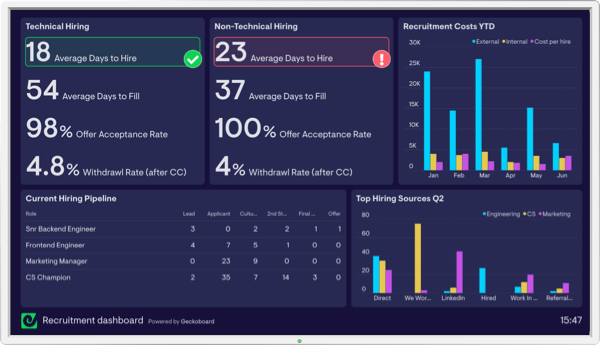 Technical Hiring
18 Average Days to Hire
54 Average Days to Fill
98% Offer Acceptance Rate
4.8% Withdrawl Rate (after CC)
Non-Technical Hiring
23 Average Days to Hire
37 Average Days to Fill
100% Offer Acceptance Rate
4% Withdrawl Rate (after CC)
Recruitment Costs YTD
External Internal Cost per hire
30K
25K
20K
15K
10K
5K
0
Jan Feb Mar Apr May Jun
Current Hiring Pipeline
Role Lead Applicant Cultu... 2nd St... Final ... Offer
Snr Backend Engineer 3 0 2 2 1 1
Frontend Engineer 4 7 5 1 0 0
Marketing Manager 0 23 9 0 0 0
CS Champion 2 35 7 14 3 0
Top Hiring Sources Q2
Engineering CS Marketing
80
60
40
20
0
Direct We Wor... LinkedIn Hired Work In ... Referral...
Recruitment dashboard Powered by Geckoboard
15:47